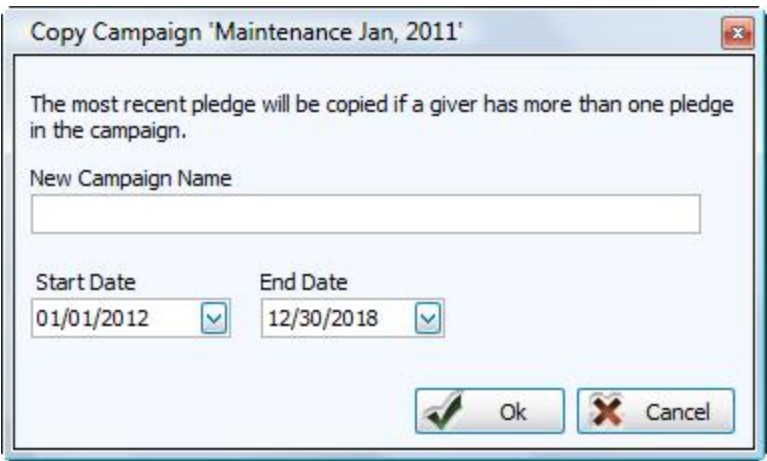 Copy Campaign 'Maintenance Jan, 2011'
The most recent pledge will be copied if a giver has more than one pledge
in the campaign.
New Campaign Name
Start Date End Date
01/01/2012 12/30/2018
Ok Cancel